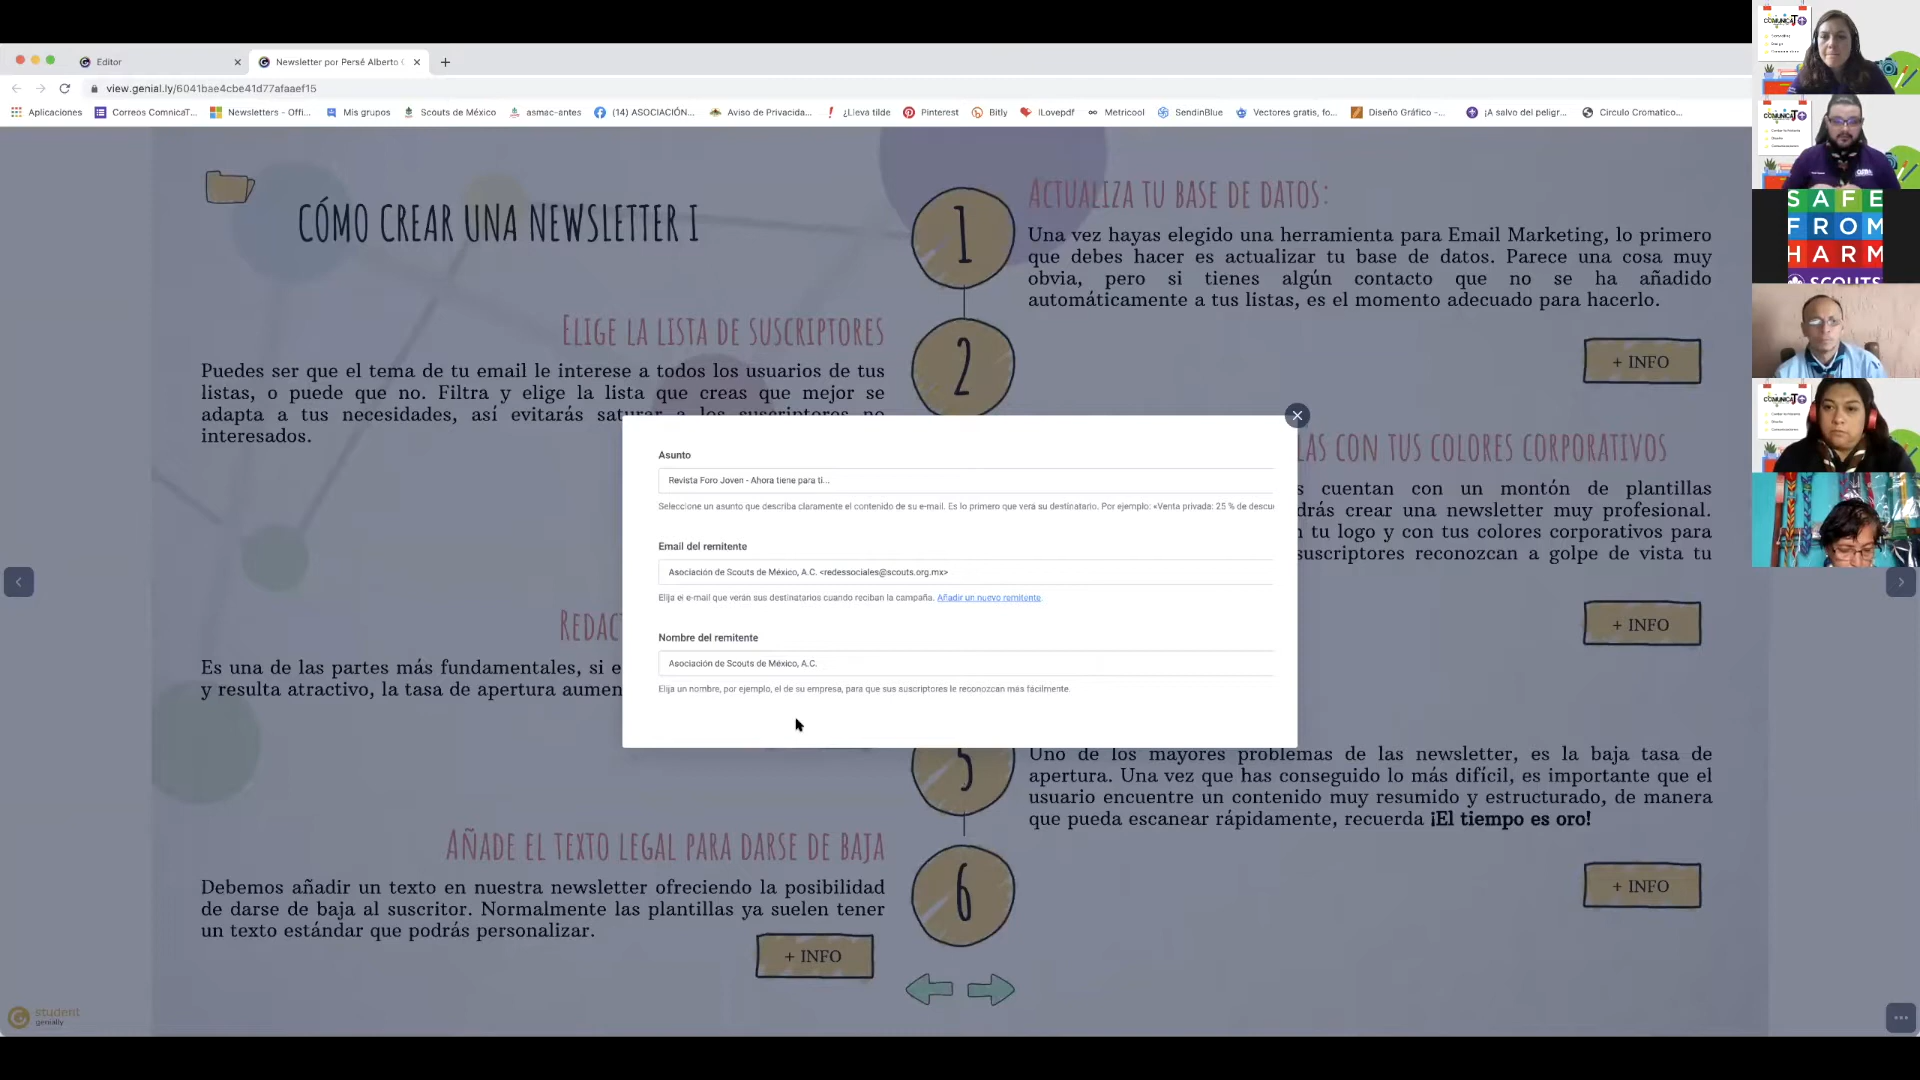 Editor
Newsletter por Persé Alberto
view.genial.ly/6041bae4cbe41d77afaaef15
Aplicaciones
Correos ComnicaT...
Newsletters - Offi...
Mis grupos
Scouts de México
asmac-antes
(14) ASOCIACIÓN...
Aviso de Privacida...
¿Lleva tilde
Pinterest
Bitly
iLovepdf
Metricool
SendinBlue
Vectores gratis, fo...
Diseño Gráfico -...
¡A salvo del peligr...
Circulo Cromatico...
CÓMO CREAR UNA NEWSLETTER I
1
ACTUALIZA TU BASE DE DATOS:
Una vez hayas elegido una herramienta para Email Marketing, lo primero
que debes hacer es actualizar tu base de datos. Parece una cosa muy
obvia, pero si tienes algún contacto que no se ha añadido
automáticamente a tus listas, es el momento adecuado para hacerlo.
+ INFO
ELIGE LA LISTA DE SUSCRIPTORES
2
Puedes ser que el tema de tu email le interese a todos los usuarios de tus
listas, o puede que no. Filtra y elige la lista que creas que mejor se
adapta a tus necesidades, así evitarás saturar a los suscriptores no
interesados.
LAS CON TUS COLORES CORPORATIVOS
s cuentan con un montón de plantillas
drás crear una newsletter muy profesional.
tu logo y con tus colores corporativos para
suscriptores reconozcan a golpe de vista tu
+ INFO
Asunto
Revista Foro Joven - Ahora tiene para ti...
Seleccione un asunto que describa claramente el contenido de su e-mail. Es lo primero que verá su destinatario. Por ejemplo: «Venta privada: 25 % de descu
Email del remitente
Asociación de Scouts de México, A.C. <redessociales@scouts.org.mx>
Elija el e-mail que verán sus destinatarios cuando reciban la campaña. Añadir un nuevo remitente.
Nombre del remitente
Asociación de Scouts de México, A.C.
Elija un nombre, por ejemplo, el de su empresa, para que sus suscriptores le reconozcan más fácilmente.
REDAC
Es una de las partes más fundamentales, si e
y resulta atractivo, la tasa de apertura aumen
5
Uno de los mayores problemas de las newsletter, es la baja tasa de
apertura. Una vez que has conseguido lo más difícil, es importante que el
usuario encuentre un contenido muy resumido y estructurado, de manera
que pueda escanear rápidamente, recuerda ¡El tiempo es oro!
+ INFO
AÑADE EL TEXTO LEGAL PARA DARSE DE BAJA
6
Debemos añadir un texto en nuestra newsletter ofreciendo la posibilidad
de darse de baja al suscritor. Normalmente las plantillas ya suelen tener
un texto estándar que podrás personalizar.
+ INFO
student
genially
COMUNICA
COMUNICA
SAFE
FROM
HARM
SCOUTS
COMUNICA